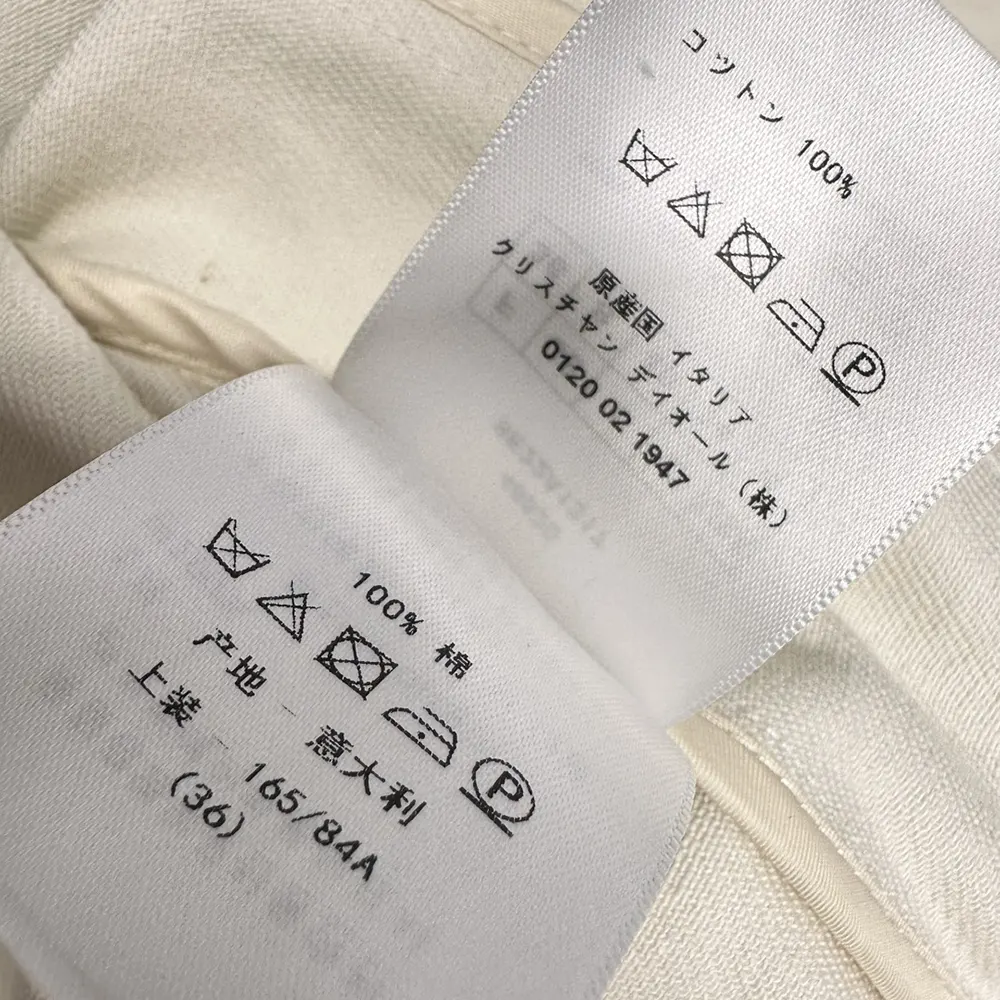 コットン 100%
原産国 イタリア
クリスチャン ディオール (株)
0120 02 1947
100% 棉
产地 - 意大利
上装 - 165/84A
(36)